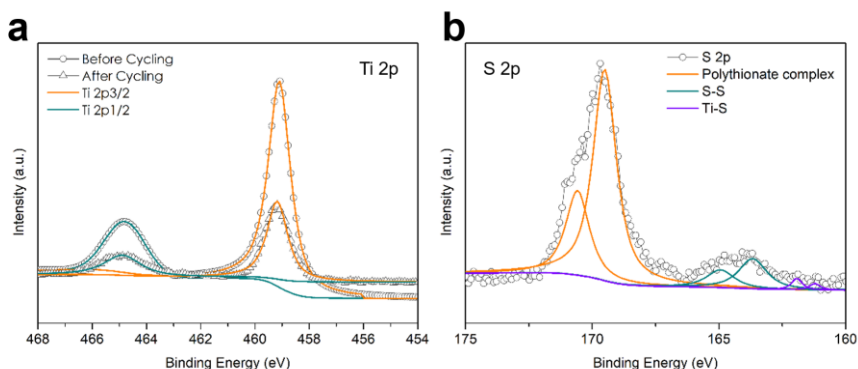 a
Before Cycling
After Cycling
Ti 2p3/2
Ti 2p1/2
Ti 2p
Intensity (a.u.)
468 466 464 462 460 458 456 454
Binding Energy (eV)
b
S 2p
S 2p
Polythionate complex
S-S
Ti-S
Intensity (a.u.)
175 170 165 160
Binding Energy (eV)